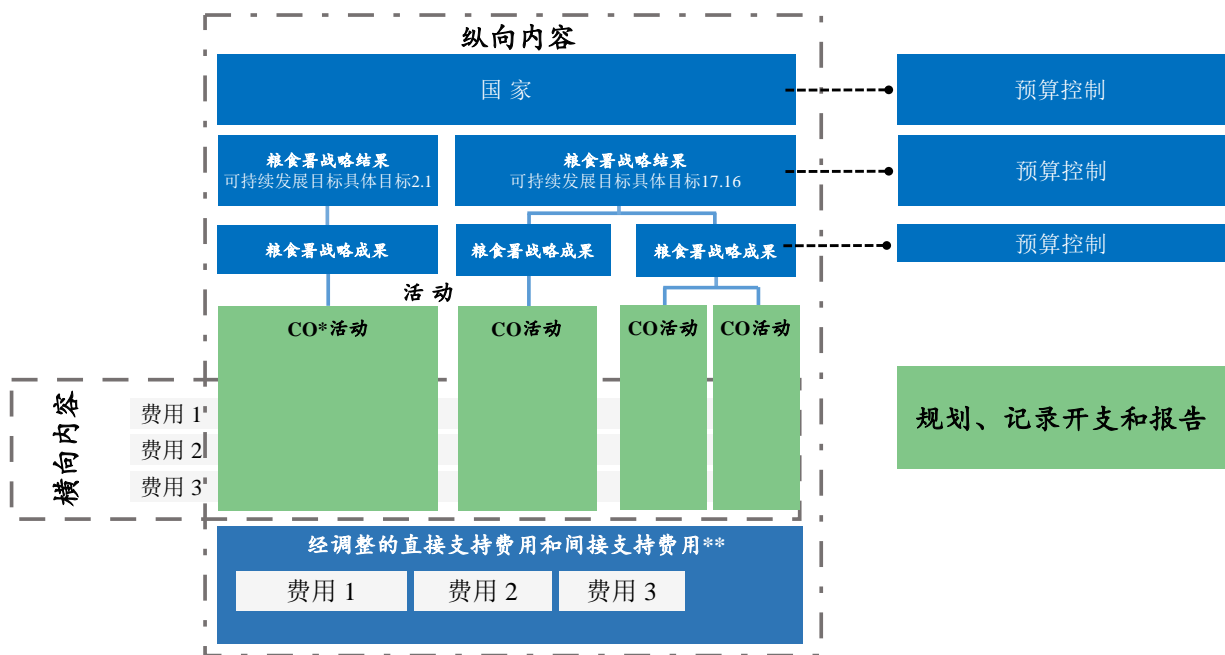 纵向内容
国 家
预算控制
粮食署战略结果
可持续发展目标具体目标2.1
粮食署战略结果
可持续发展目标具体目标17.16
预算控制
粮食署战略成果
粮食署战略成果
粮食署战略成果
预算控制
活 动
CO*活动
CO活动
CO活动
CO活动
横向内容
费用 1
费用 2
费用 3
规划、记录开支和报告
经调整的直接支持费用和间接支持费用**
费用 1
费用 2
费用 3